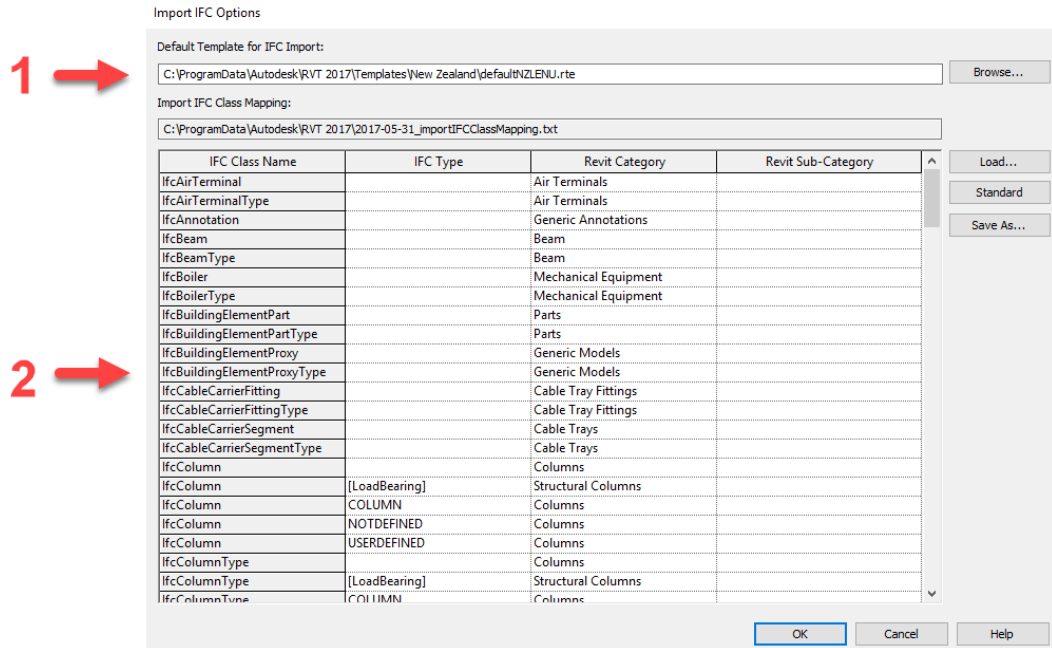 Import IFC Options
Default Template for IFC Import:
1
C:\ProgramData\Autodesk\RVT 2017\Templates\New Zealand\defaultNZLENU.rte Browse...
Import IFC Class Mapping:
C:\ProgramData\Autodesk\RVT 2017\2017-05-31_importIFCClassMapping.txt
IFC Class Name IFC Type Revit Category Revit Sub-Category Load...
IfcAirTerminal Air Terminals
IfcAirTerminalType Air Terminals Standard
IfcAnnotation Generic Annotations
IfcBeam Beam Save As...
IfcBeamType Beam
IfcBoiler Mechanical Equipment
IfcBoilerType Mechanical Equipment
IfcBuildingElementPart Parts
IfcBuildingElementPartType Parts
IfcBuildingElementProxy Generic Models
2
IfcBuildingElementProxyType Generic Models
IfcCableCarrierFitting Cable Tray Fittings
IfcCableCarrierFittingType Cable Tray Fittings
IfcCableCarrierSegment Cable Trays
IfcCableCarrierSegmentType Cable Trays
IfcColumn Columns
IfcColumn [LoadBearing] Structural Columns
IfcColumn COLUMN Columns
IfcColumn NOTDEFINED Columns
IfcColumn USERDEFINED Columns
IfcColumnType Columns
IfcColumnType [LoadBearing] Structural Columns
IfcColumnType COLUMN Columns
OK Cancel Help